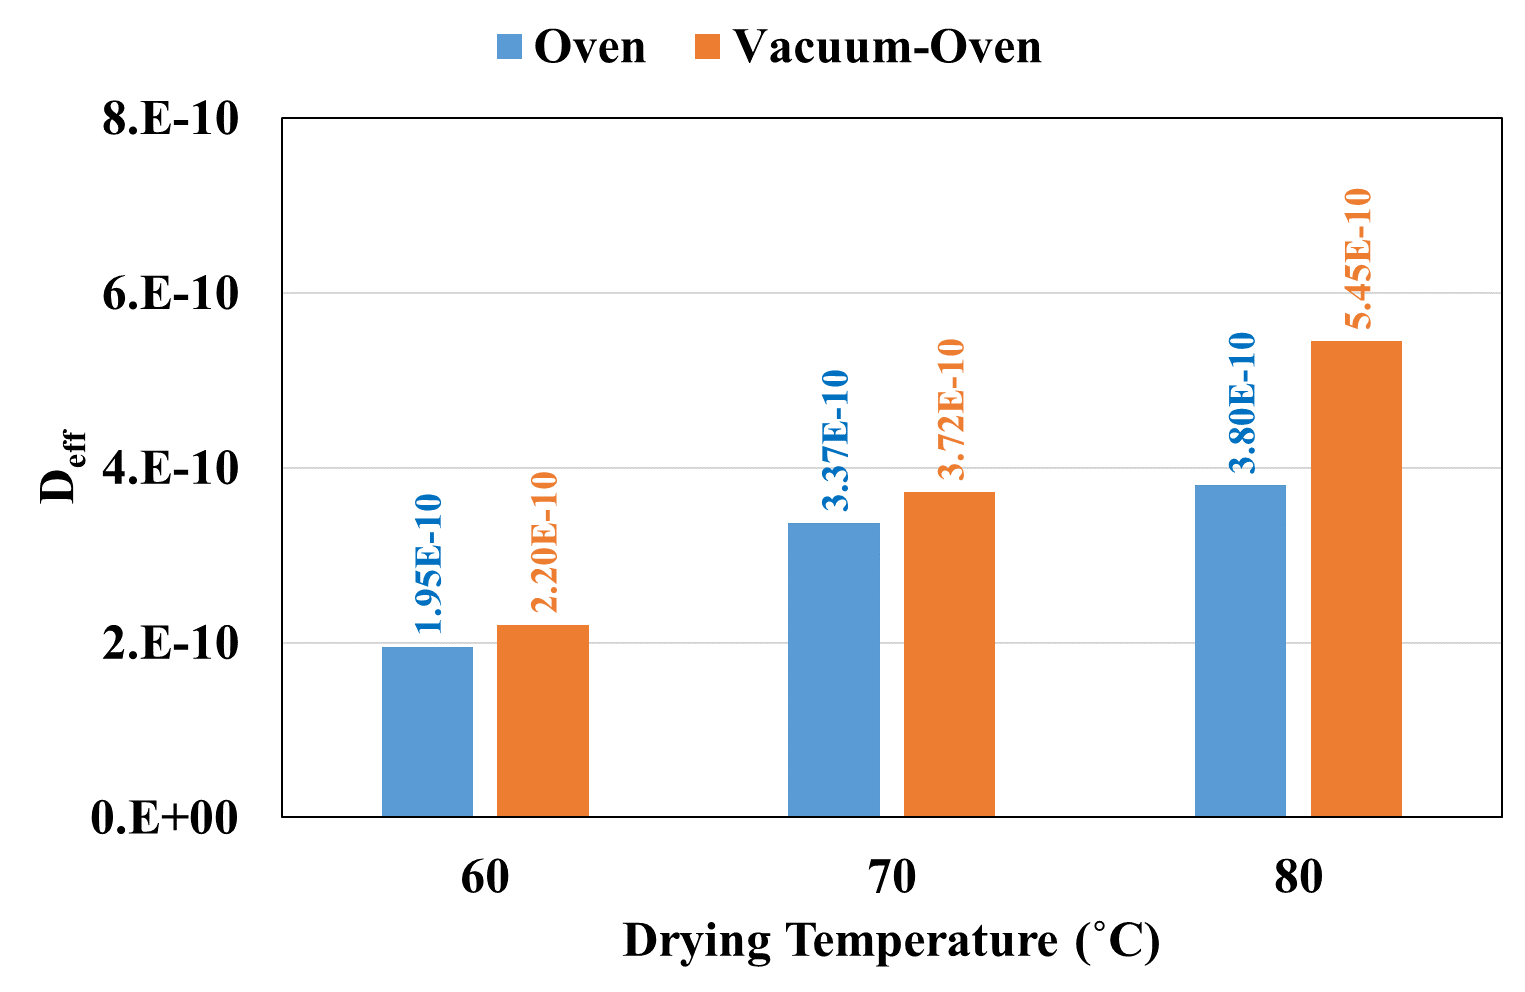 Oven Vacuum-Oven
8.E-10
6.E-10
4.E-10
2.E-10
0.E+00
Deff
1.95E-10
2.20E-10
3.37E-10
3.72E-10
3.80E-10
5.45E-10
60 70 80
Drying Temperature (˚C)